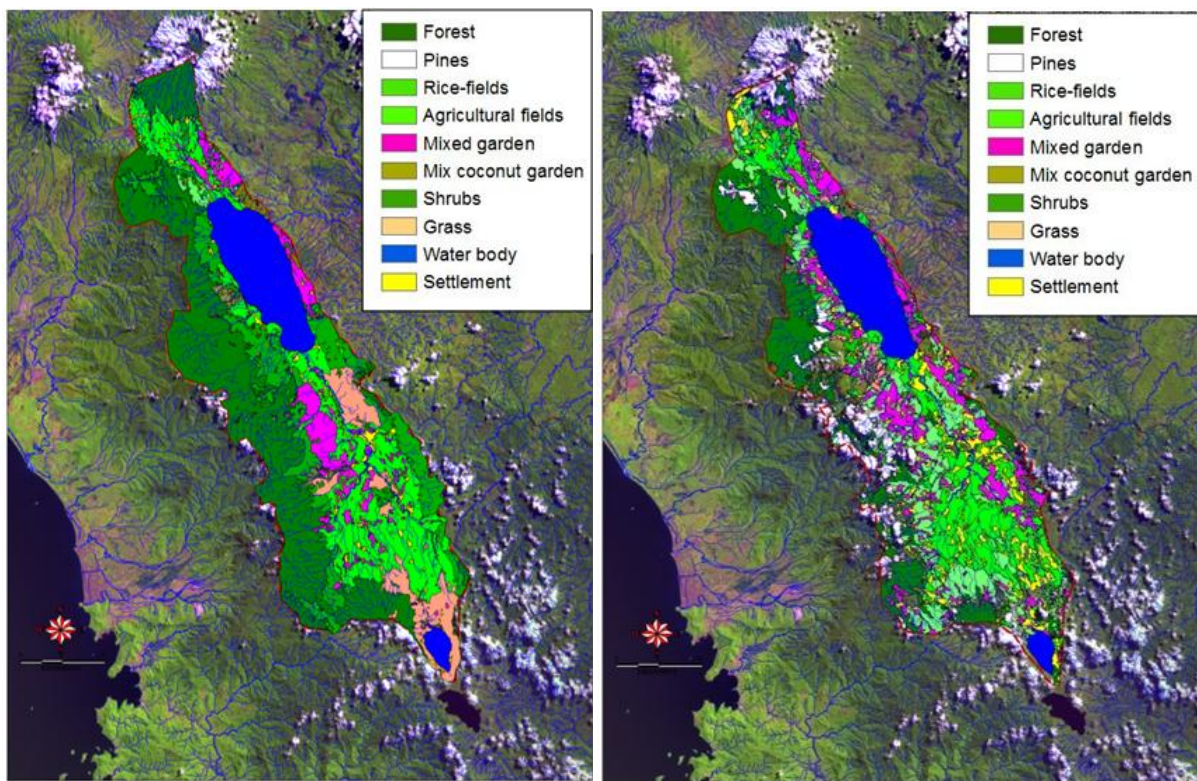 Forest
Pines
Rice-fields
Agricultural fields
Mixed garden
Mix coconut garden
Shrubs
Grass
Water body
Settlement
Forest
Pines
Rice-fields
Agricultural fields
Mixed garden
Mix coconut garden
Shrubs
Grass
Water body
Settlement